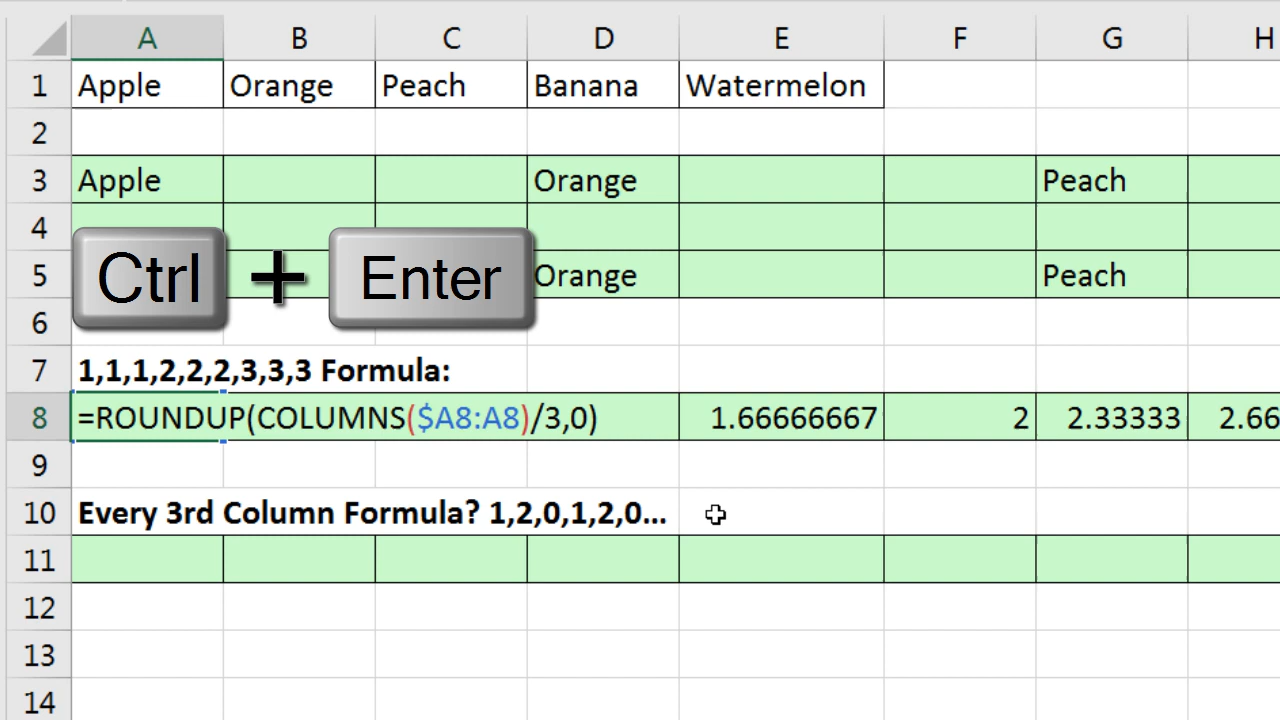 A B C D E F G H
1 Apple Orange Peach Banana Watermelon
2
3 Apple Orange Peach
4
5 Orange Peach
Ctrl + Enter
6
7 1,1,1,2,2,2,3,3,3 Formula:
8 =ROUNDUP(COLUMNS($A8:A8)/3,0) 1.66666667 2 2.33333 2.66
9
10 Every 3rd Column Formula? 1,2,0,1,2,0...
11
12
13
14